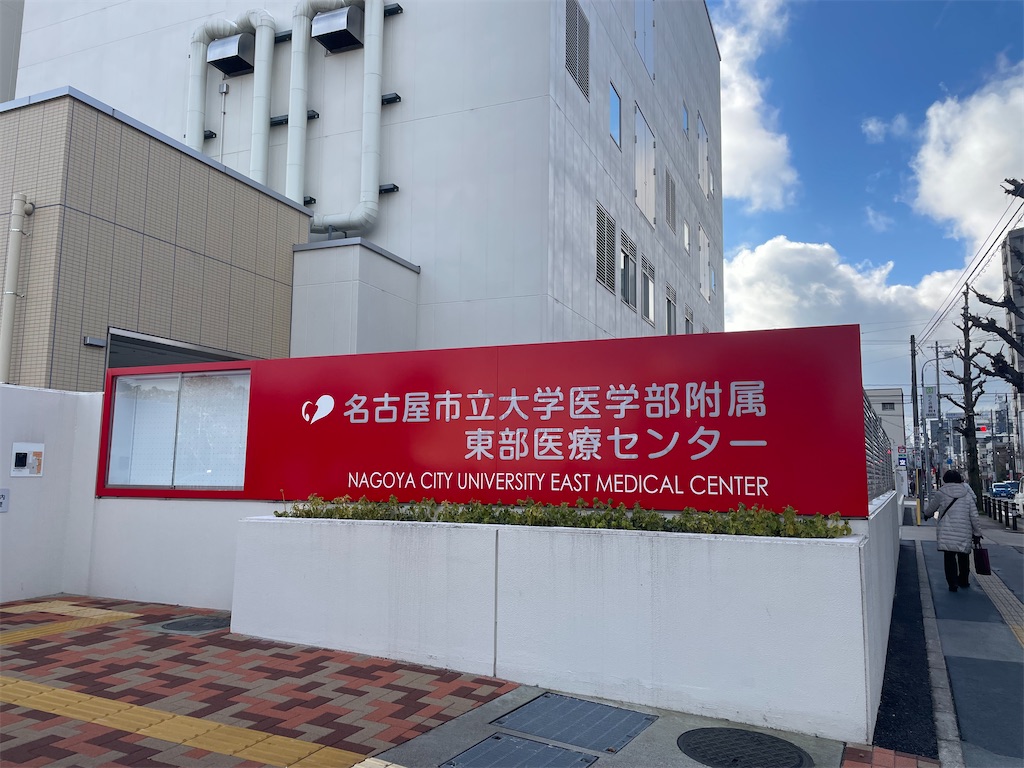 名古屋市立大学医学部附属
東部医療センター
NAGOYA CITY UNIVERSITY EAST MEDICAL CENTER